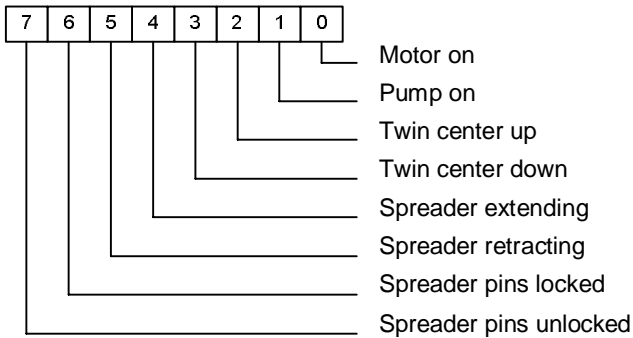 7 6 5 4 3 2 1 0
Motor on
Pump on
Twin center up
Twin center down
Spreader extending
Spreader retracting
Spreader pins locked
Spreader pins unlocked